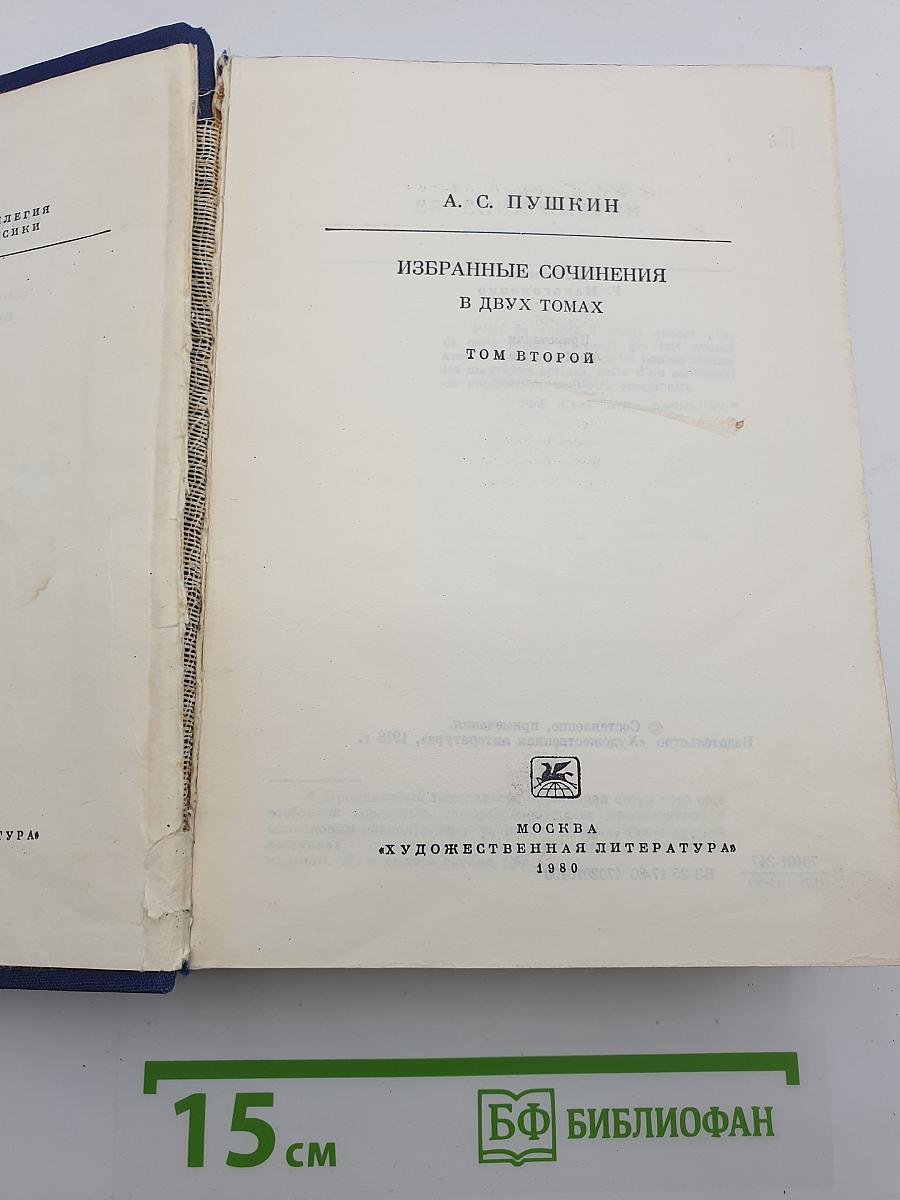 А. С. ПУШКИН
ИЗБРАННЫЕ СОЧИНЕНИЯ
В ДВУХ ТОМАХ
ТОМ ВТОРОЙ
МОСКВА
«ХУДОЖЕСТВЕННАЯ ЛИТЕРАТУРА»
1980
15 см
БФ БИБЛИОФАН